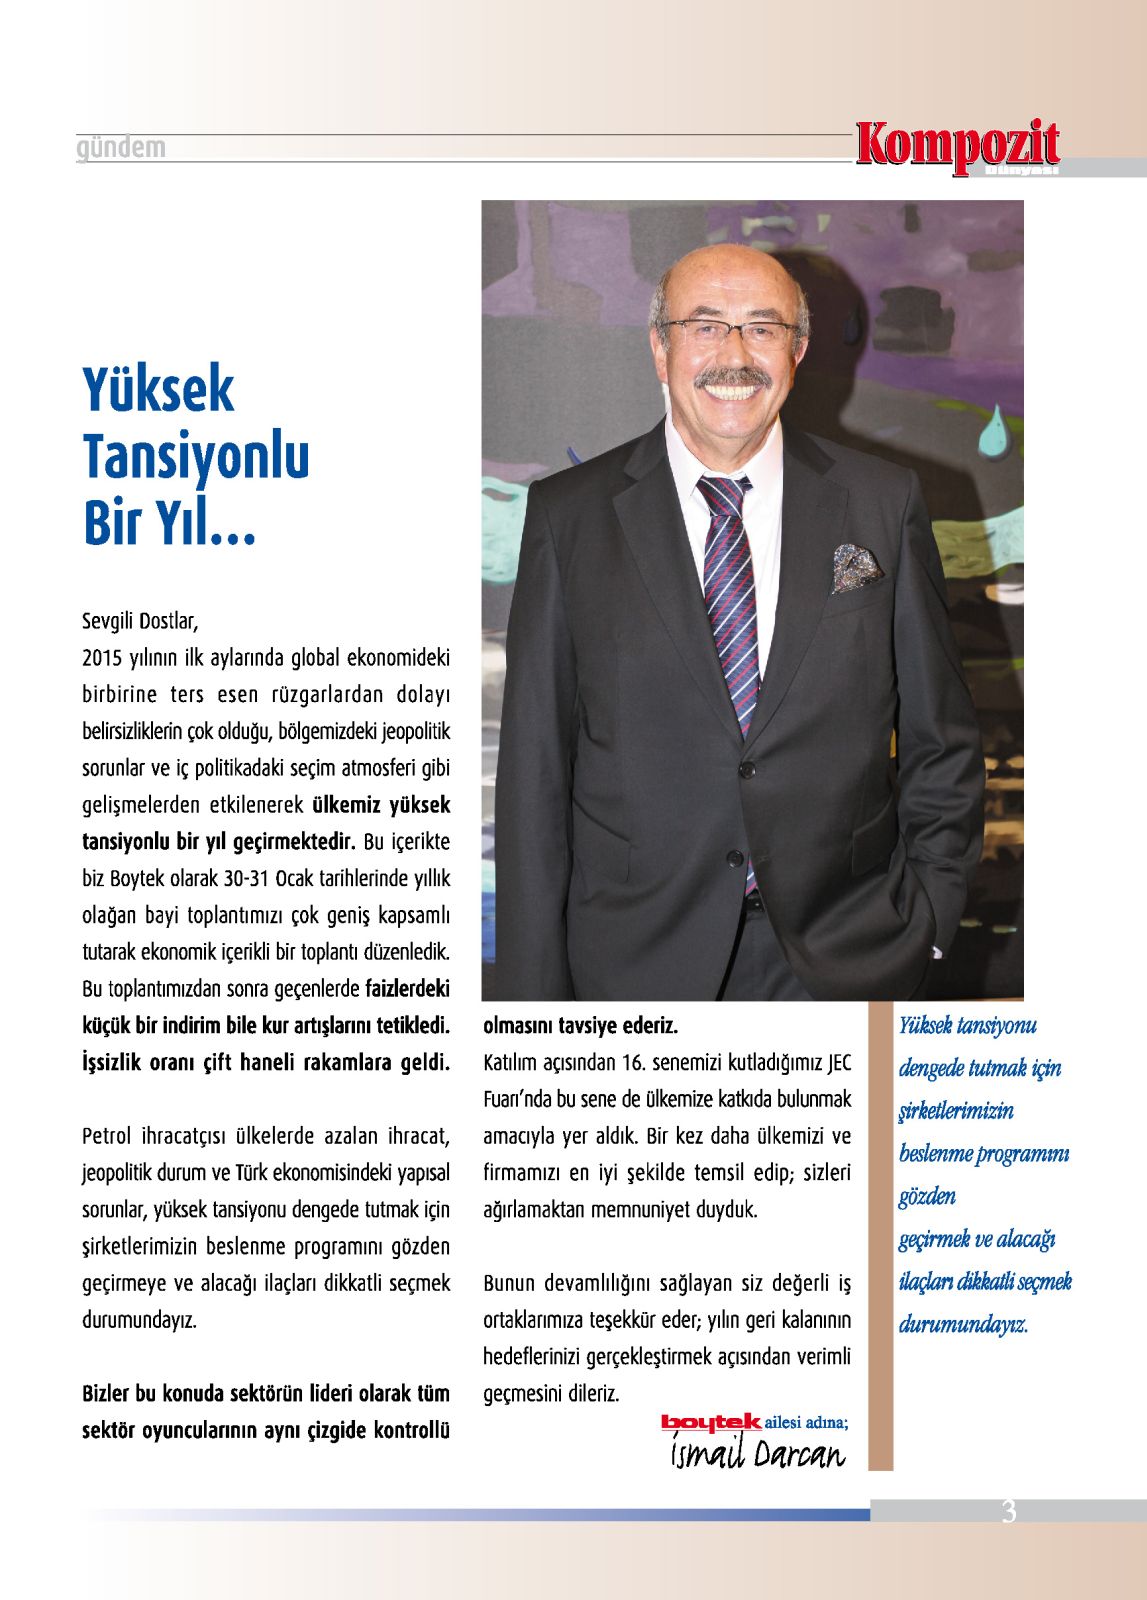 gündem
Kompozit
Dünyası
Yüksek
Tansiyonlu
Bir Yıl...
Sevgili Dostlar,
2015 yılının ilk aylarında global ekonomideki
birbirine ters esen rüzgarlardan dolayı
belirsizliklerin çok olduğu, bölgemizdeki jeopolitik
sorunlar ve iç politikadaki seçim atmosferi gibi
gelişmelerden etkilenerek ülkemiz yüksek
tansiyonlu bir yıl geçirmektedir. Bu içerikte
biz Boytek olarak 30-31 Ocak tarihlerinde yıllık
olağan bayi toplantımızı çok geniş kapsamlı
tutarak ekonomik içerikli bir toplantı düzenledik.
Bu toplantımızdan sonra geçenlerde faizlerdeki
küçük bir indirim bile kur artışlarını tetikledi.
İşsizlik oranı çift haneli rakamlara geldi.
Petrol ihracatçısı ülkelerde azalan ihracat,
jeopolitik durum ve Türk ekonomisindeki yapısal
sorunlar, yüksek tansiyonu dengede tutmak için
şirketlerimizin beslenme programını gözden
geçirmeye ve alacağı ilaçları dikkatli seçmek
durumundayız.
Bizler bu konuda sektörün lideri olarak tüm
sektör oyuncularının aynı çizgide kontrollü
olmasını tavsiye ederiz.
Katılım açısından 16. senemizi kutladığımız JEC
Fuarı'nda bu sene de ülkemize katkıda bulunmak
amacıyla yer aldık. Bir kez daha ülkemizi ve
firmamızı en iyi şekilde temsil edip; sizleri
ağırlamaktan memnuniyet duyduk.
Bunun devamlılığını sağlayan siz değerli iş
ortaklarımıza teşekkür eder; yılın geri kalanının
hedeflerinizi gerçekleştirmek açısından verimli
geçmesini dileriz.
boytek ailesi adına;
İsmail Darcan
Yüksek tansiyonu
dengede tutmak için
şirketlerimizin
beslenme programını
gözden
geçirmek ve alacağı
ilaçları dikkatli seçmek
durumundayız.
3